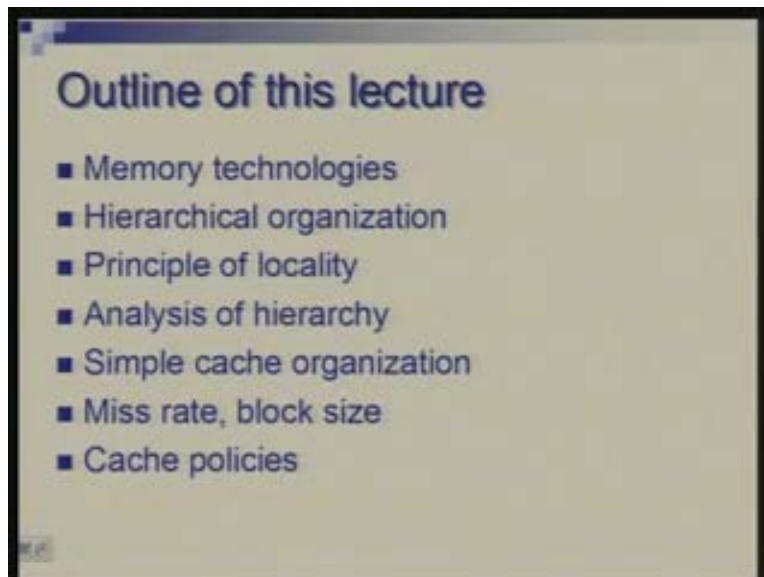 Outline of this lecture
Memory technologies
Hierarchical organization
Principle of locality
Analysis of hierarchy
Simple cache organization
Miss rate, block size
Cache policies